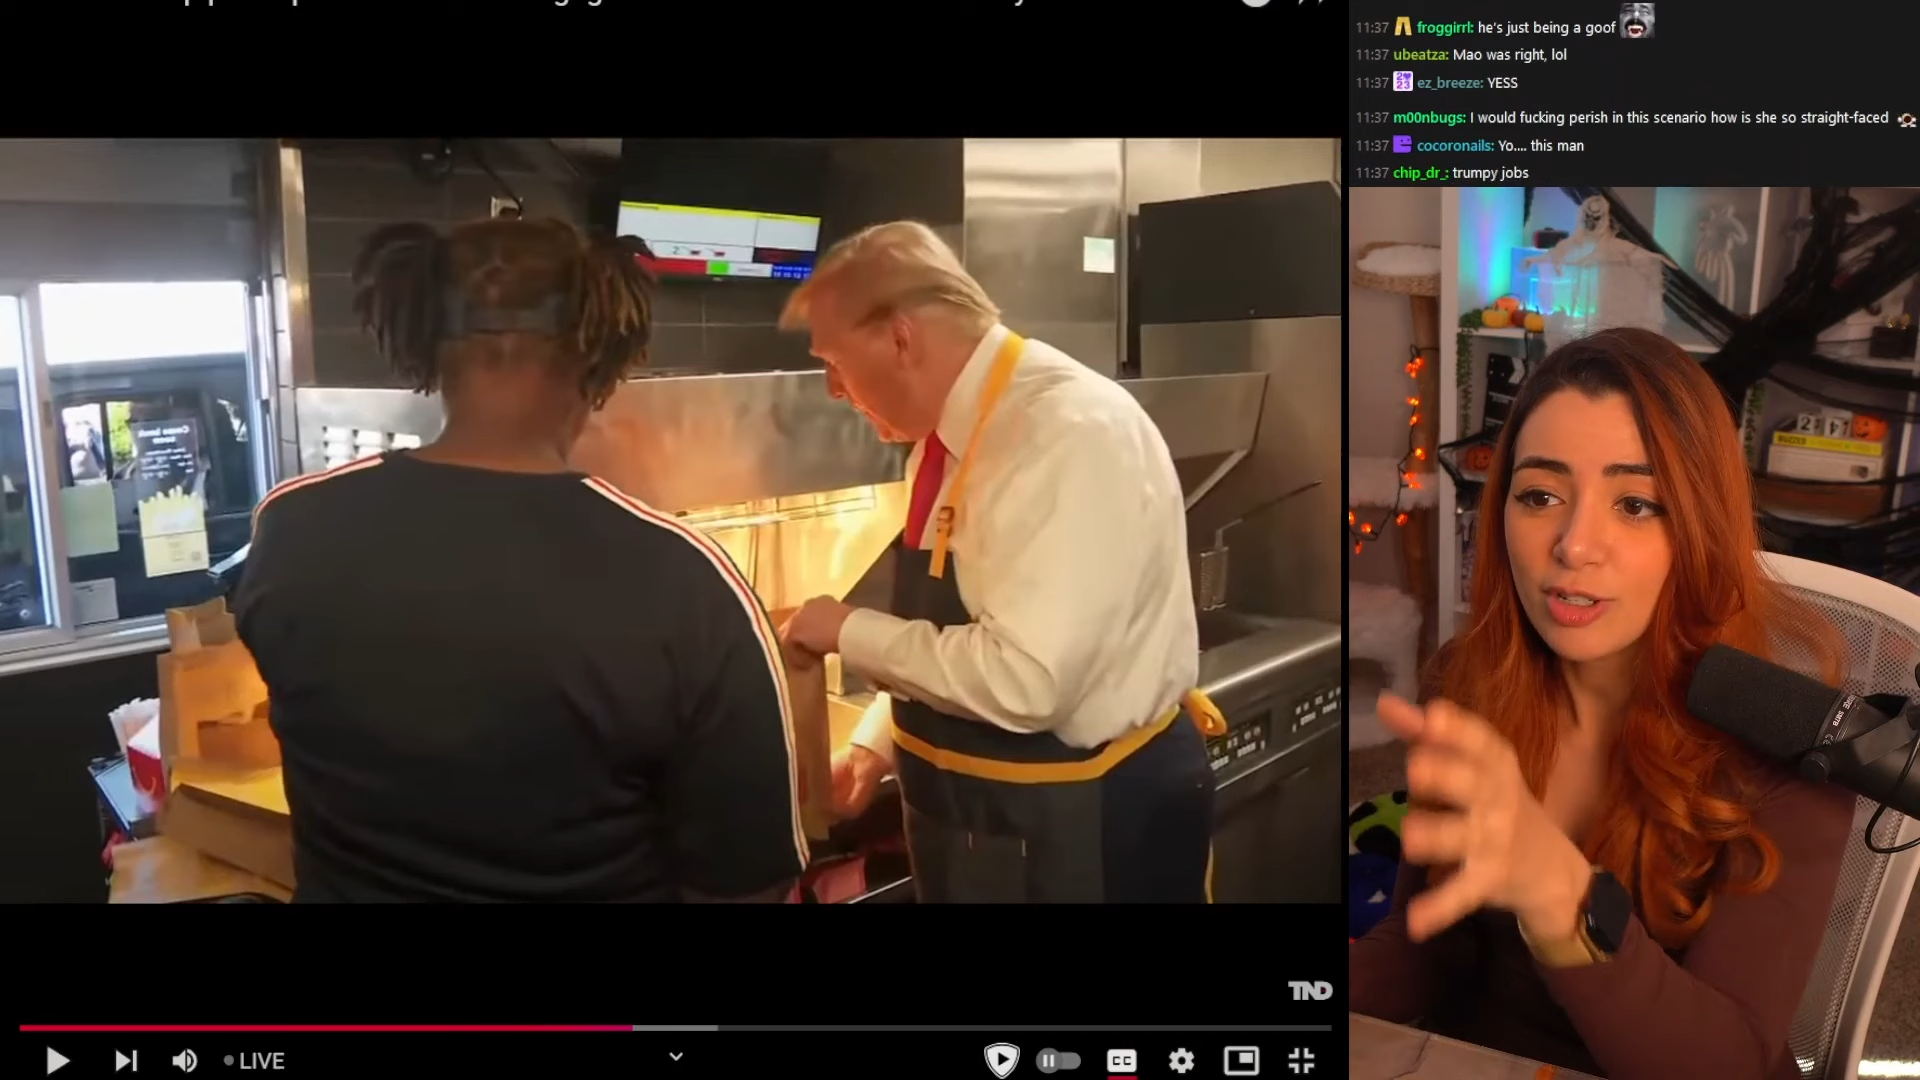 11:37 froggirrl: he's just being a goof
11:37 ubeatza: Mao was right, lol
11:37 ez_breeze: YESS
11:37 m00nbugs: I would fucking perish in this scenario how is she so straight-faced
11:37 cocoronails: Yo.... this man
11:37 chip_dr_: trumpy jobs
TND
LIVE
CC